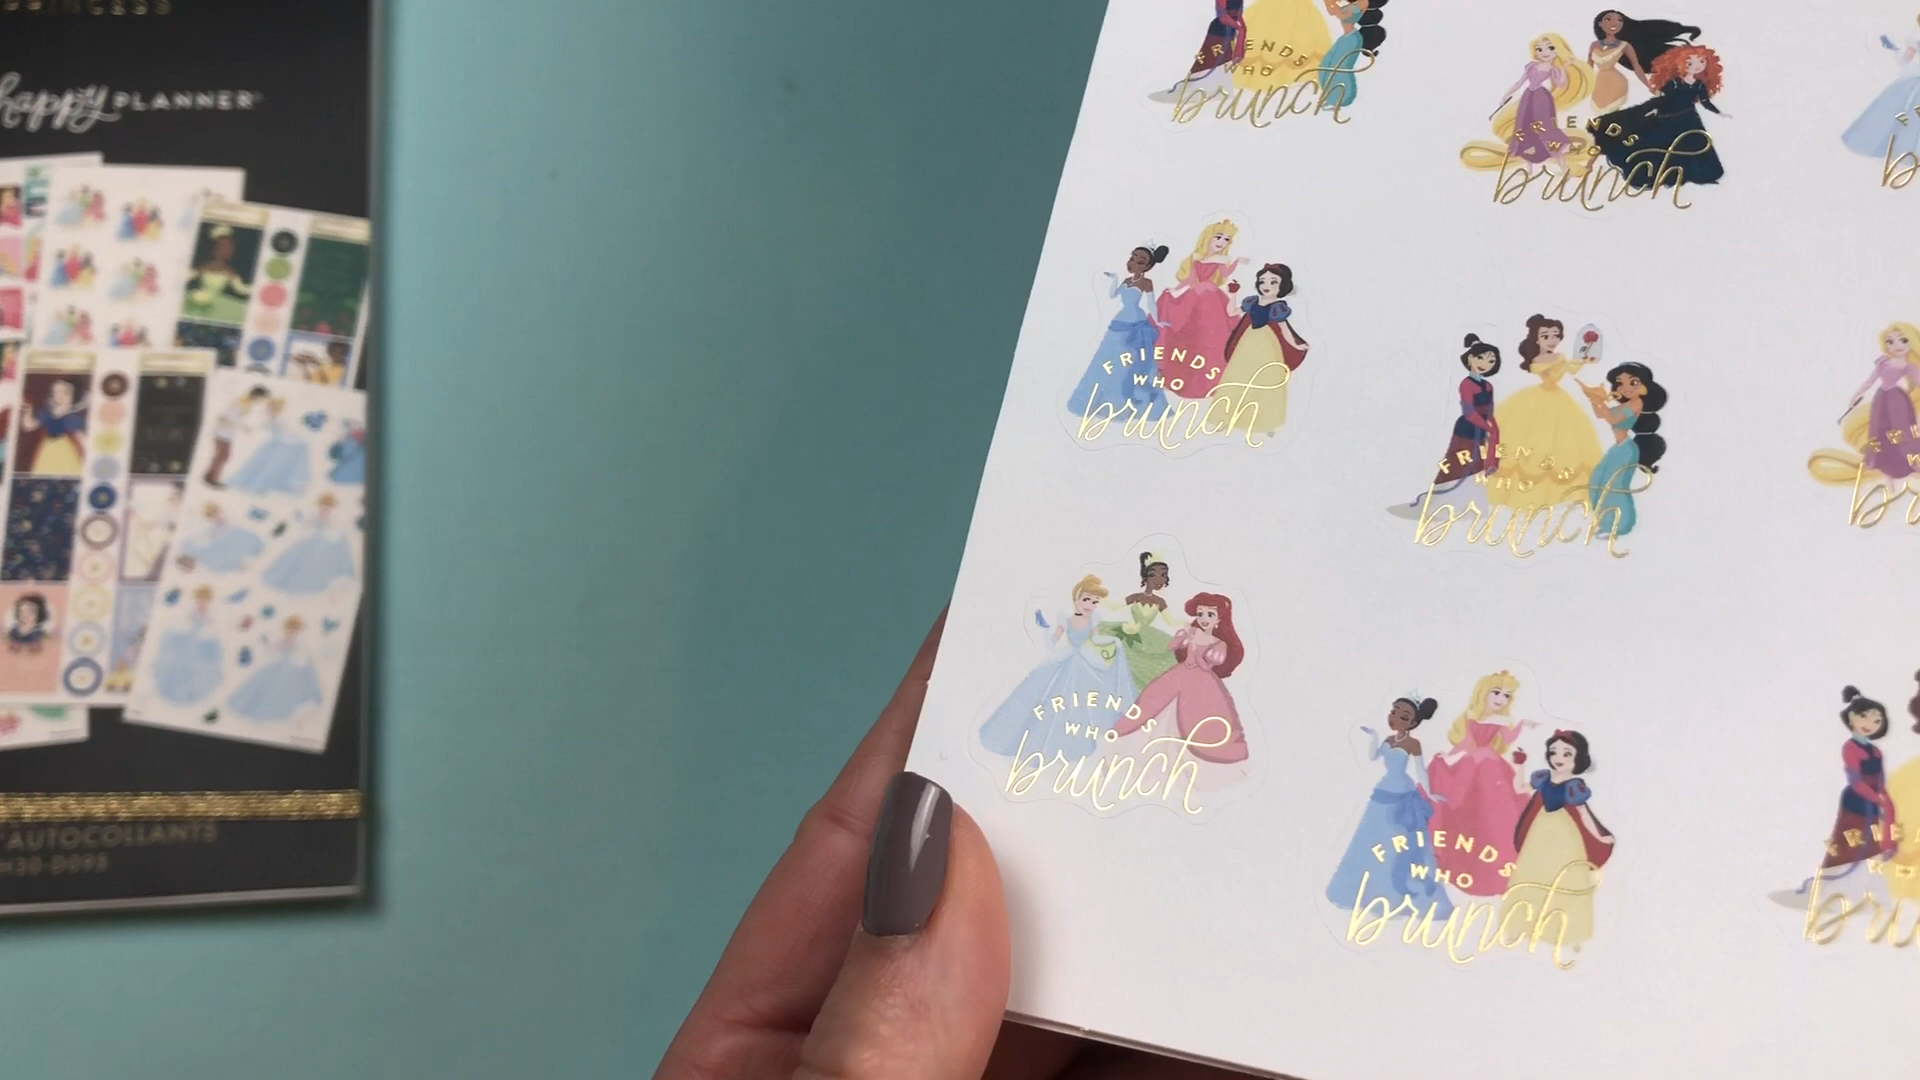 happy PLANNER
AUTOCOLLANTS
FRIENDS
WHO
brunch
FRIENDS
WHO
brunch
FRIENDS
WHO
brunch
FRIENDS
WHO
brunch
FRIENDS
WHO
brunch
FRIENDS
WHO
brunch